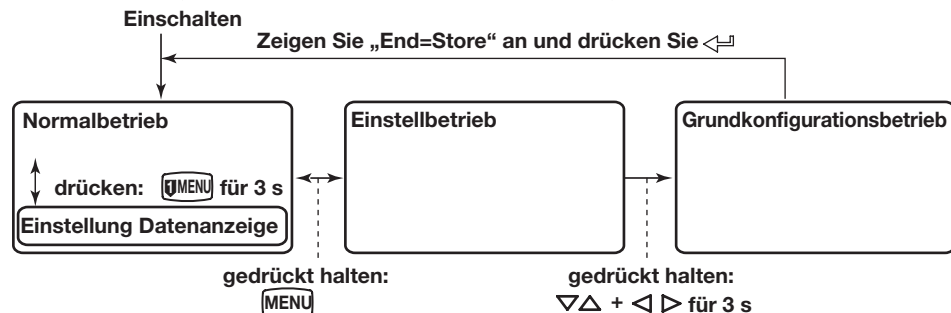 Einschalten
Zeigen Sie „End=Store“ an und drücken Sie
Normalbetrieb
drücken: MENU für 3 s
Einstellung Datenanzeige
Einstellbetrieb
Grundkonfigurationsbetrieb
gedrückt halten:
MENU
gedrückt halten:
▽△ + ◁ ▷ für 3 s